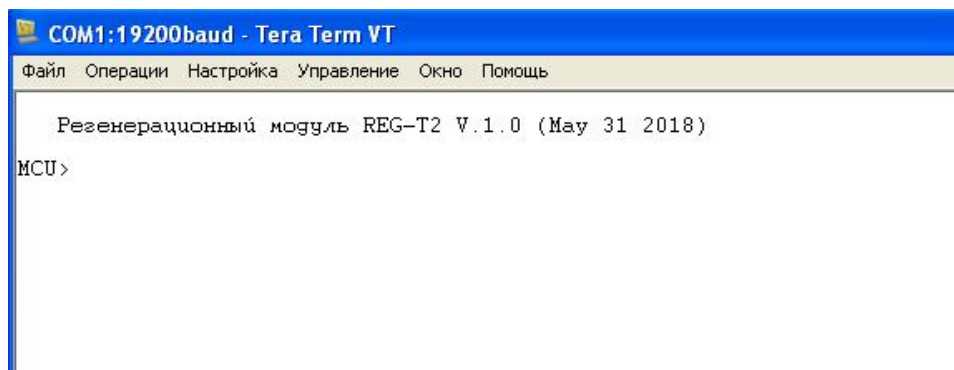 COM1:19200baud - Tera Term VT
Файл Операции Настройка Управление Окно Помощь
Регенерационный модуль REG-T2 V.1.0 (May 31 2018)
MCU>